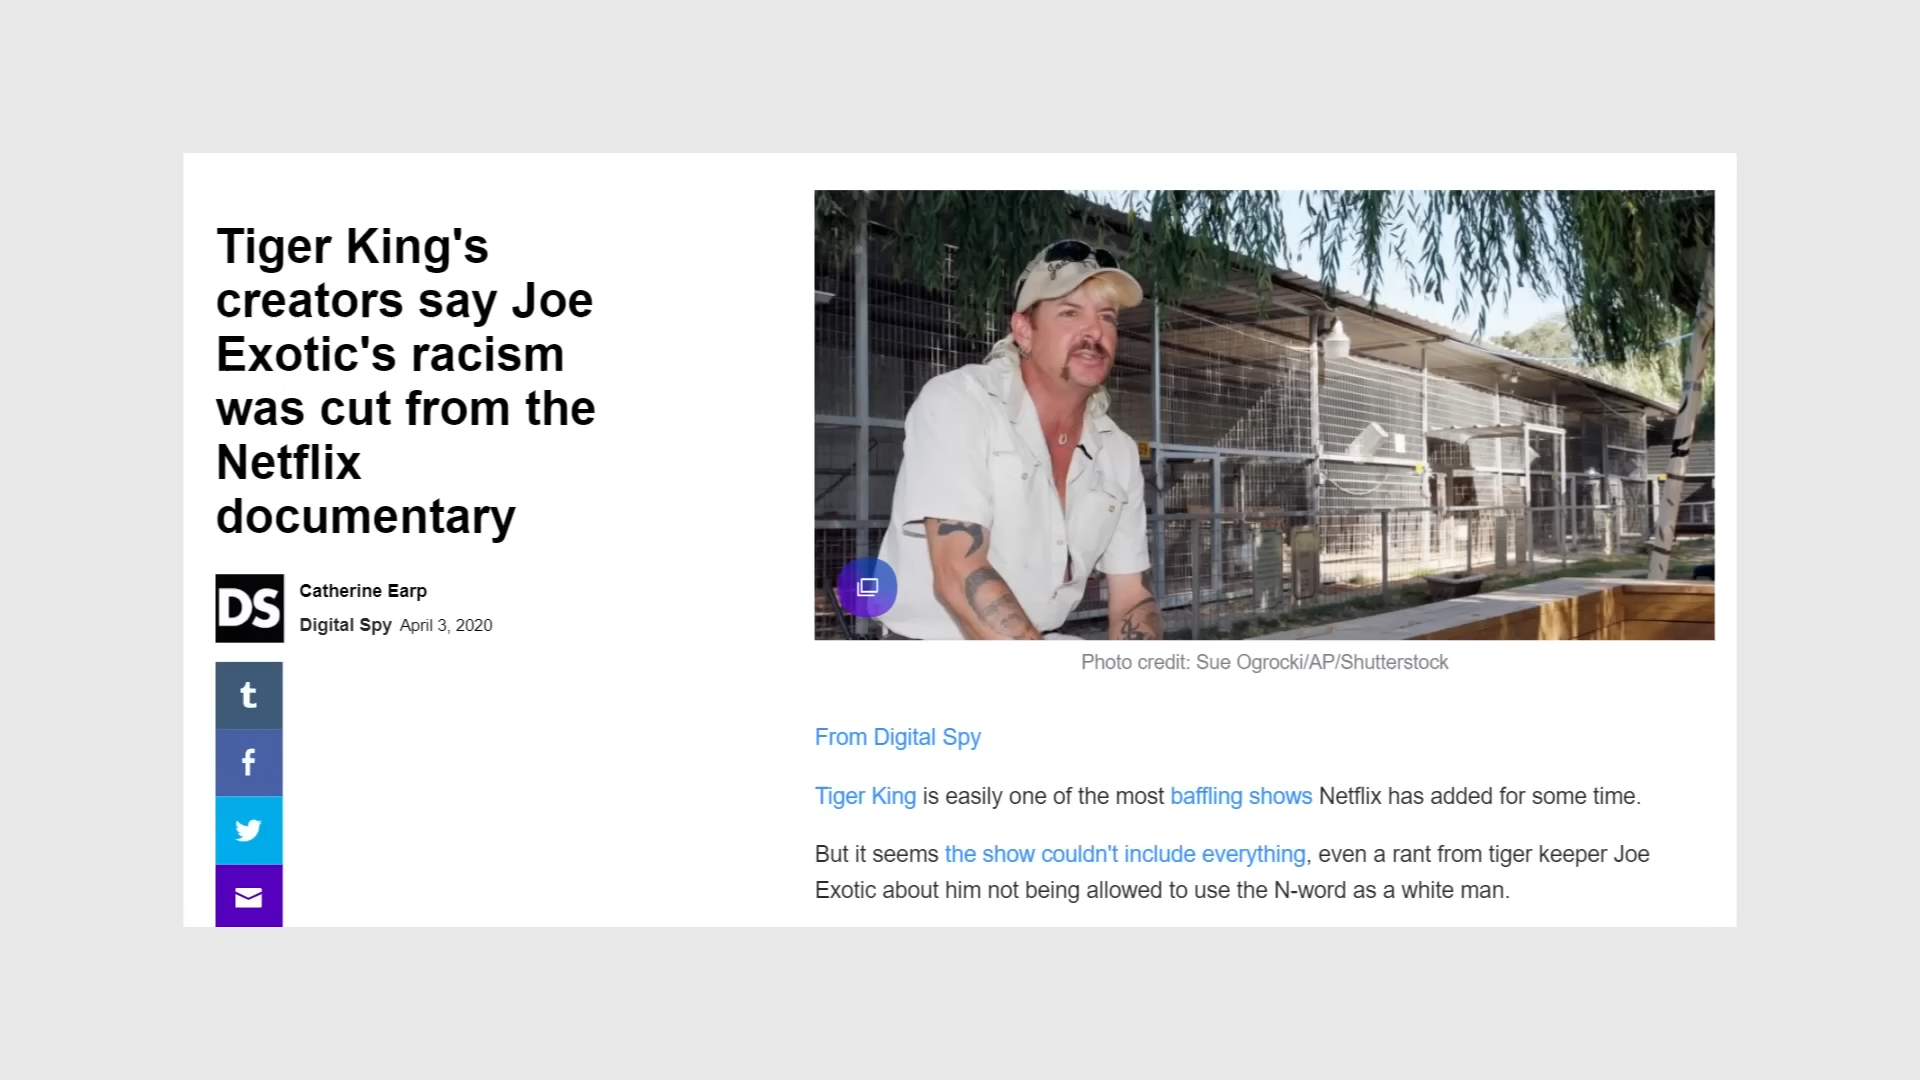 Tiger King's
creators say Joe
Exotic's racism
was cut from the
Netflix
documentary
DS
Catherine Earp
Digital Spy April 3, 2020
t
f
Photo credit: Sue Ogrocki/AP/Shutterstock
From Digital Spy
Tiger King is easily one of the most baffling shows Netflix has added for some time.
But it seems the show couldn't include everything, even a rant from tiger keeper Joe
Exotic about him not being allowed to use the N-word as a white man.